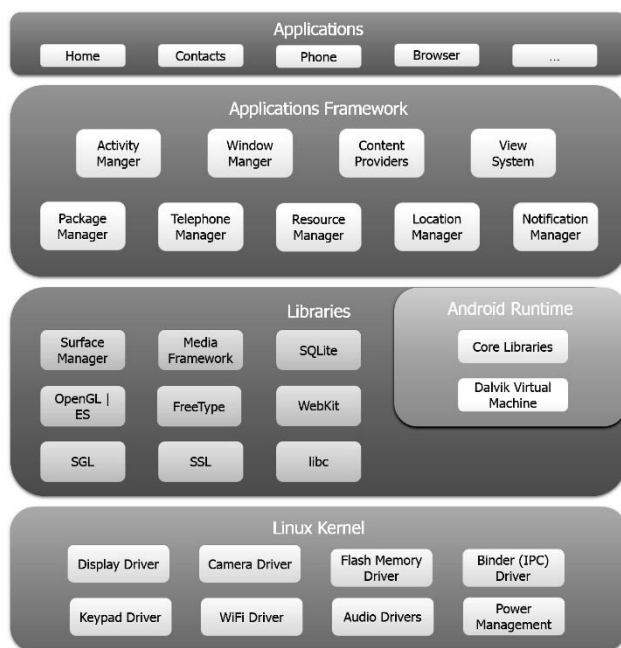 Applications
Home
Contacts
Phone
Browser
...
Applications Framework
Activity
Manger
Window
Manger
Content
Providers
View
System
Package
Manager
Telephone
Manager
Resource
Manager
Location
Manager
Notification
Manager
Libraries
Surface
Manager
Media
Framework
SQLite
OpenGL |
ES
FreeType
WebKit
SGL
SSL
libc
Android Runtime
Core Libraries
Dalvik Virtual
Machine
Linux Kernel
Display Driver
Camera Driver
Flash Memory
Driver
Binder (IPC)
Driver
Keypad Driver
WiFi Driver
Audio Drivers
Power
Management